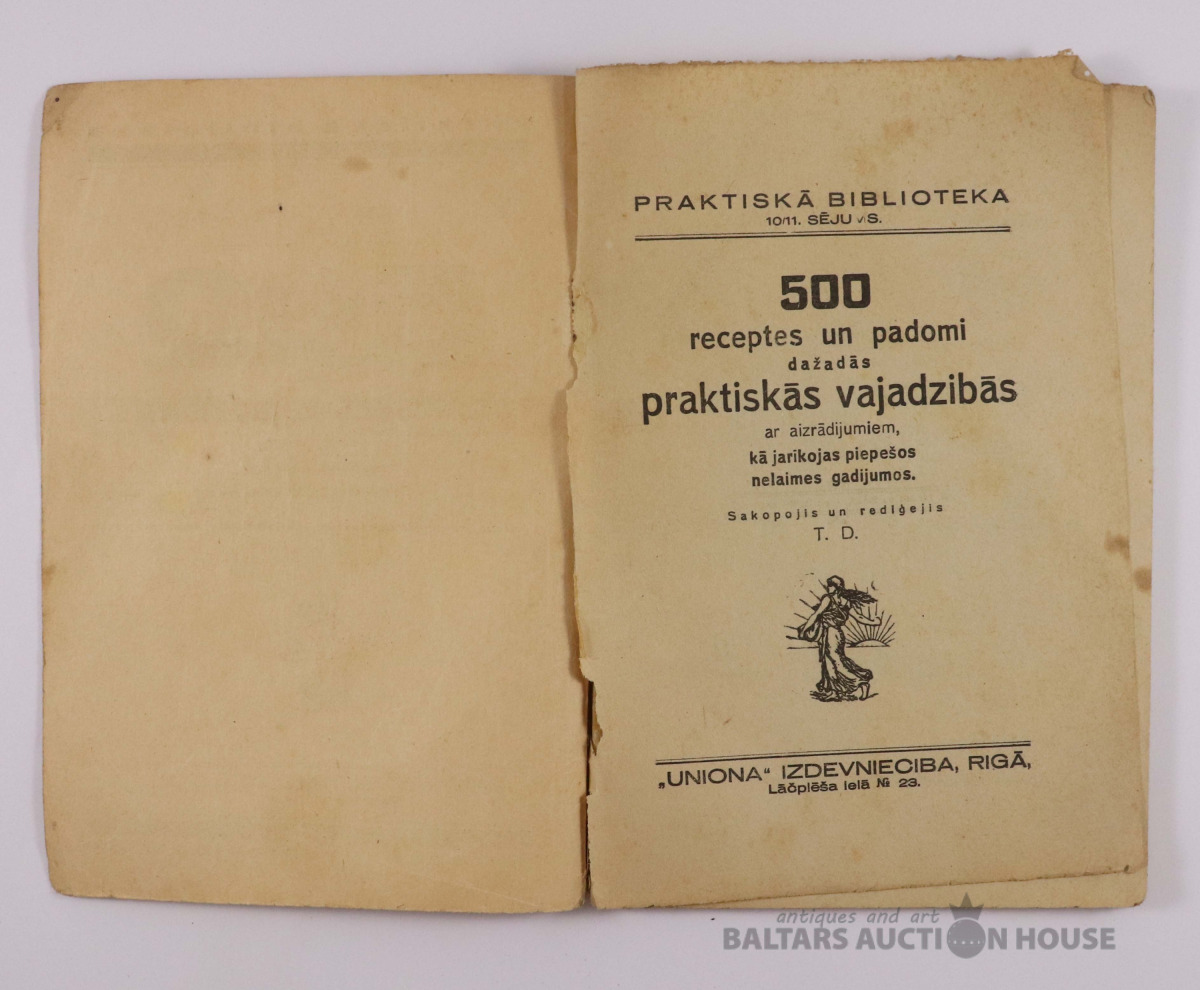 PRAKTISKĀ BIBLIOTEKA
10/11. SĒJUMS.
500
receptes un padomi
dažadās
praktiskās vajadzibās
ar aizrādijumiem,
kā jarīkojas piepešos
nelaimes gadijumos.
Sakopojis un rediģejis
T. D.
„UNIONA“ IZDEVNIECIBA, RIGĀ,
Lāčplēša ielā № 23.
antiques and art
BALTARS AUCTION HOUSE